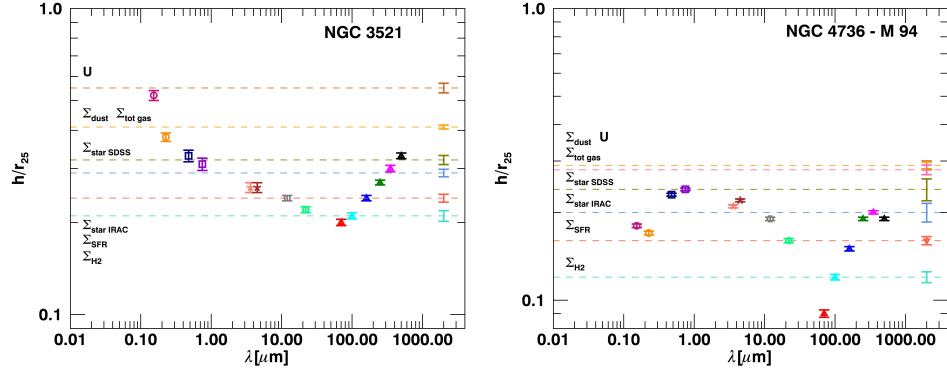 1.0
NGC 3521
U
Σdust Σtot gas
Σstar SDSS
h/r25
Σstar IRAC
ΣSFR
ΣH2
0.1
0.01 0.10 1.00 10.00 100.00 1000.00
λ[μm]
1.0
NGC 4736 - M 94
Σdust U
Σtot gas
Σstar SDSS
h/r25
Σstar IRAC
ΣSFR
ΣH2
0.1
0.01 0.10 1.00 10.00 100.00 1000.00
λ[μm]